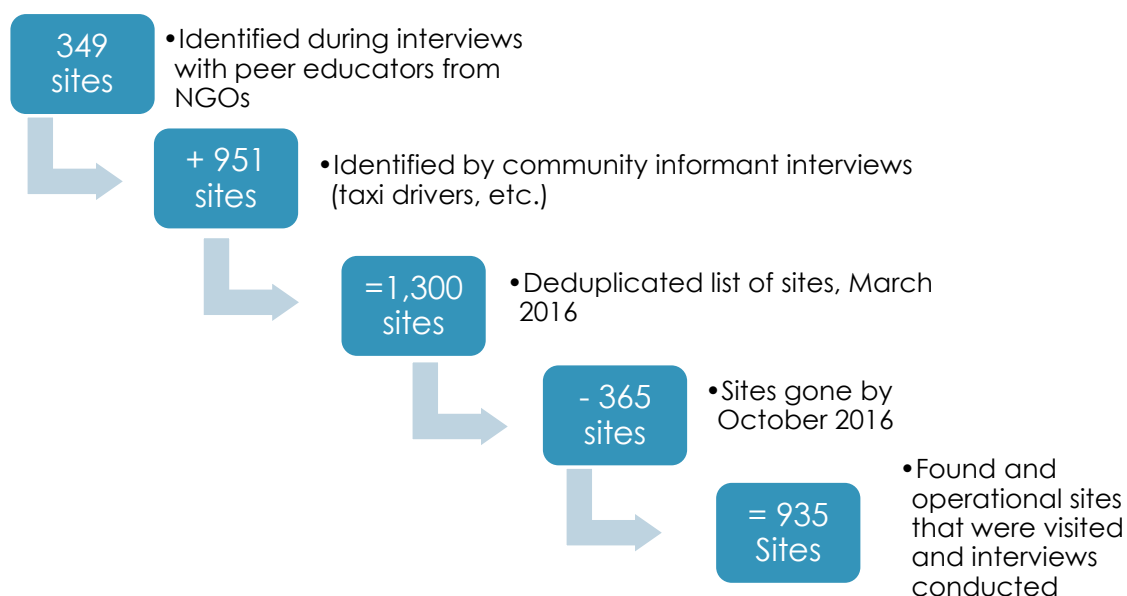 349
sites
•Identified during interviews
with peer educators from
NGOs
+ 951
sites
•Identified by community informant interviews
(taxi drivers, etc.)
=1,300
sites
•Deduplicated list of sites, March
2016
- 365
sites
•Sites gone by
October 2016
= 935
Sites
•Found and
operational sites
that were visited
and interviews
conducted